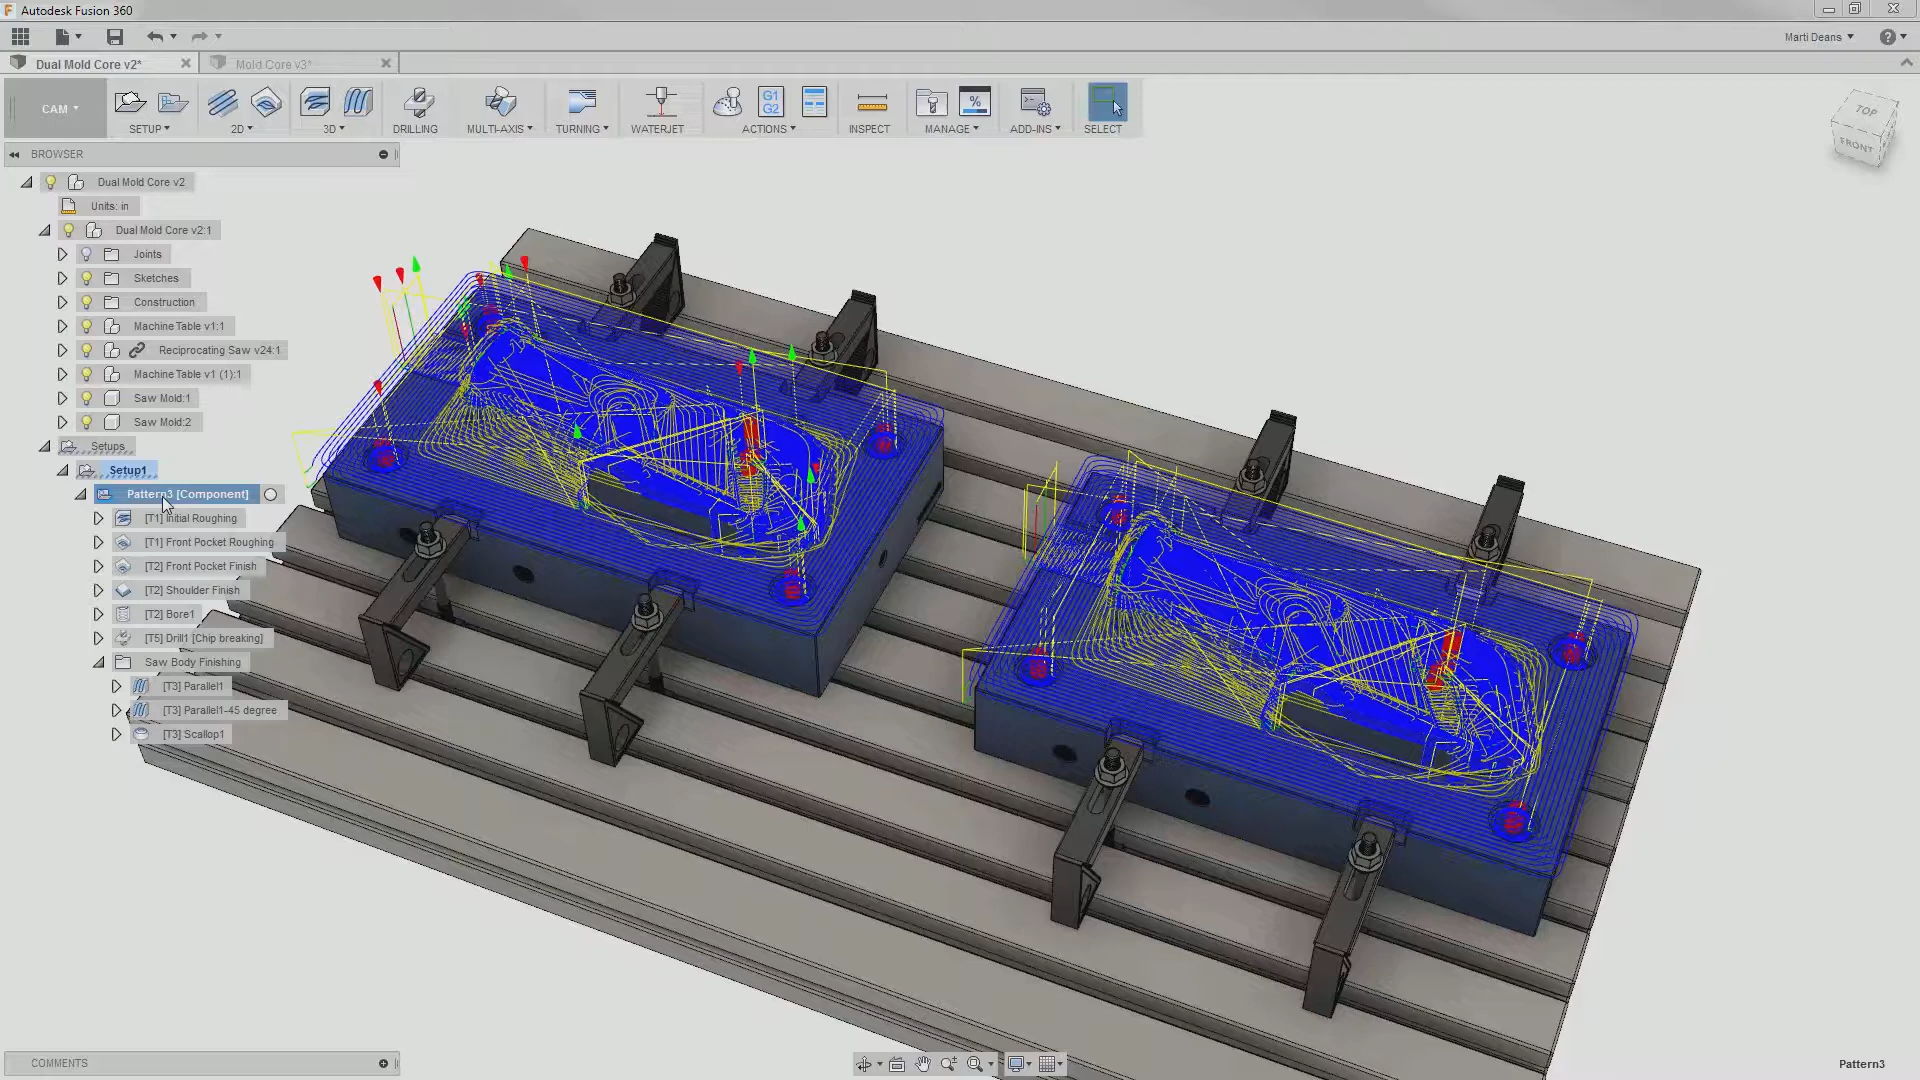 Autodesk Fusion 360
Marti Deans
Dual Mold Core v2*
Mold Core v3*
CAM
G1
G2
%
SETUP
2D
3D
DRILLING
MULTI-AXIS
TURNING
WATERJET
ACTIONS
INSPECT
MANAGE
ADD-INS
SELECT
TOP
FRONT
BROWSER
Dual Mold Core v2
Units: in
Dual Mold Core v2:1
Joints
Sketches
Construction
Machine Table v1:1
Reciprocating Saw v24:1
Machine Table v1 (1):1
Saw Mold:1
Saw Mold:2
Setups
Setup1
Pattern3 [Component]
[T1] Initial Roughing
[T1] Front Pocket Roughing
[T2] Front Pocket Finish
[T2] Shoulder Finish
[T2] Bore1
[T5] Drill1 [Chip breaking]
Saw Body Finishing
[T3] Parallel1
[T3] Parallel1-45 degree
[T3] Scallop1
COMMENTS
Pattern3